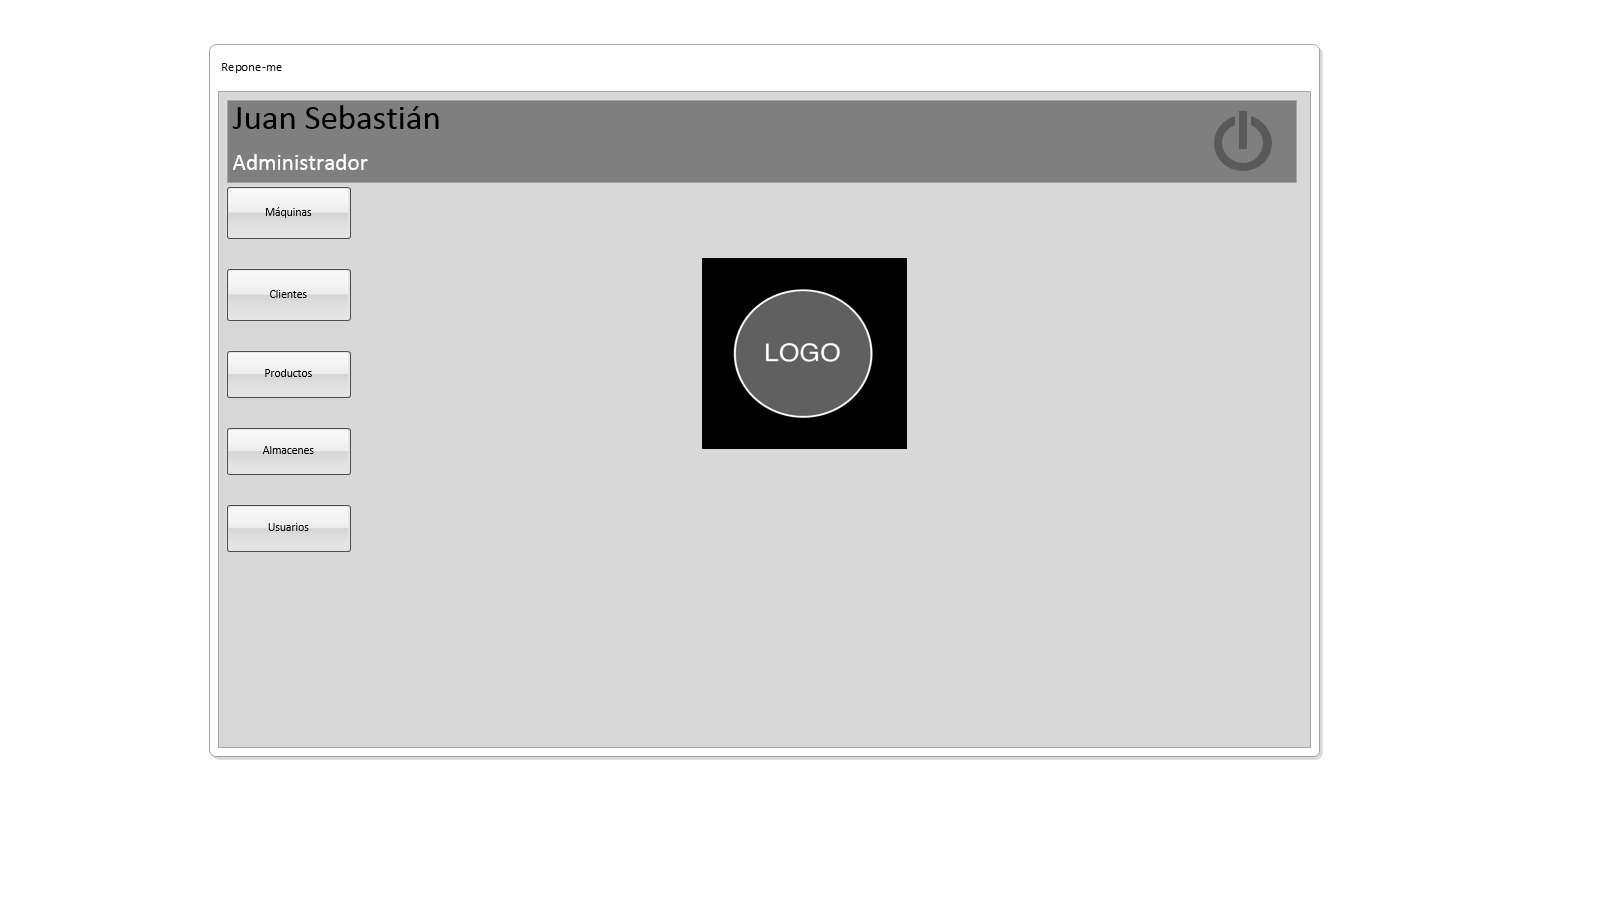 Repone-me
Juan Sebastián
Administrador
Máquinas
Clientes
LOGO
Productos
Almacenes
Usuarios